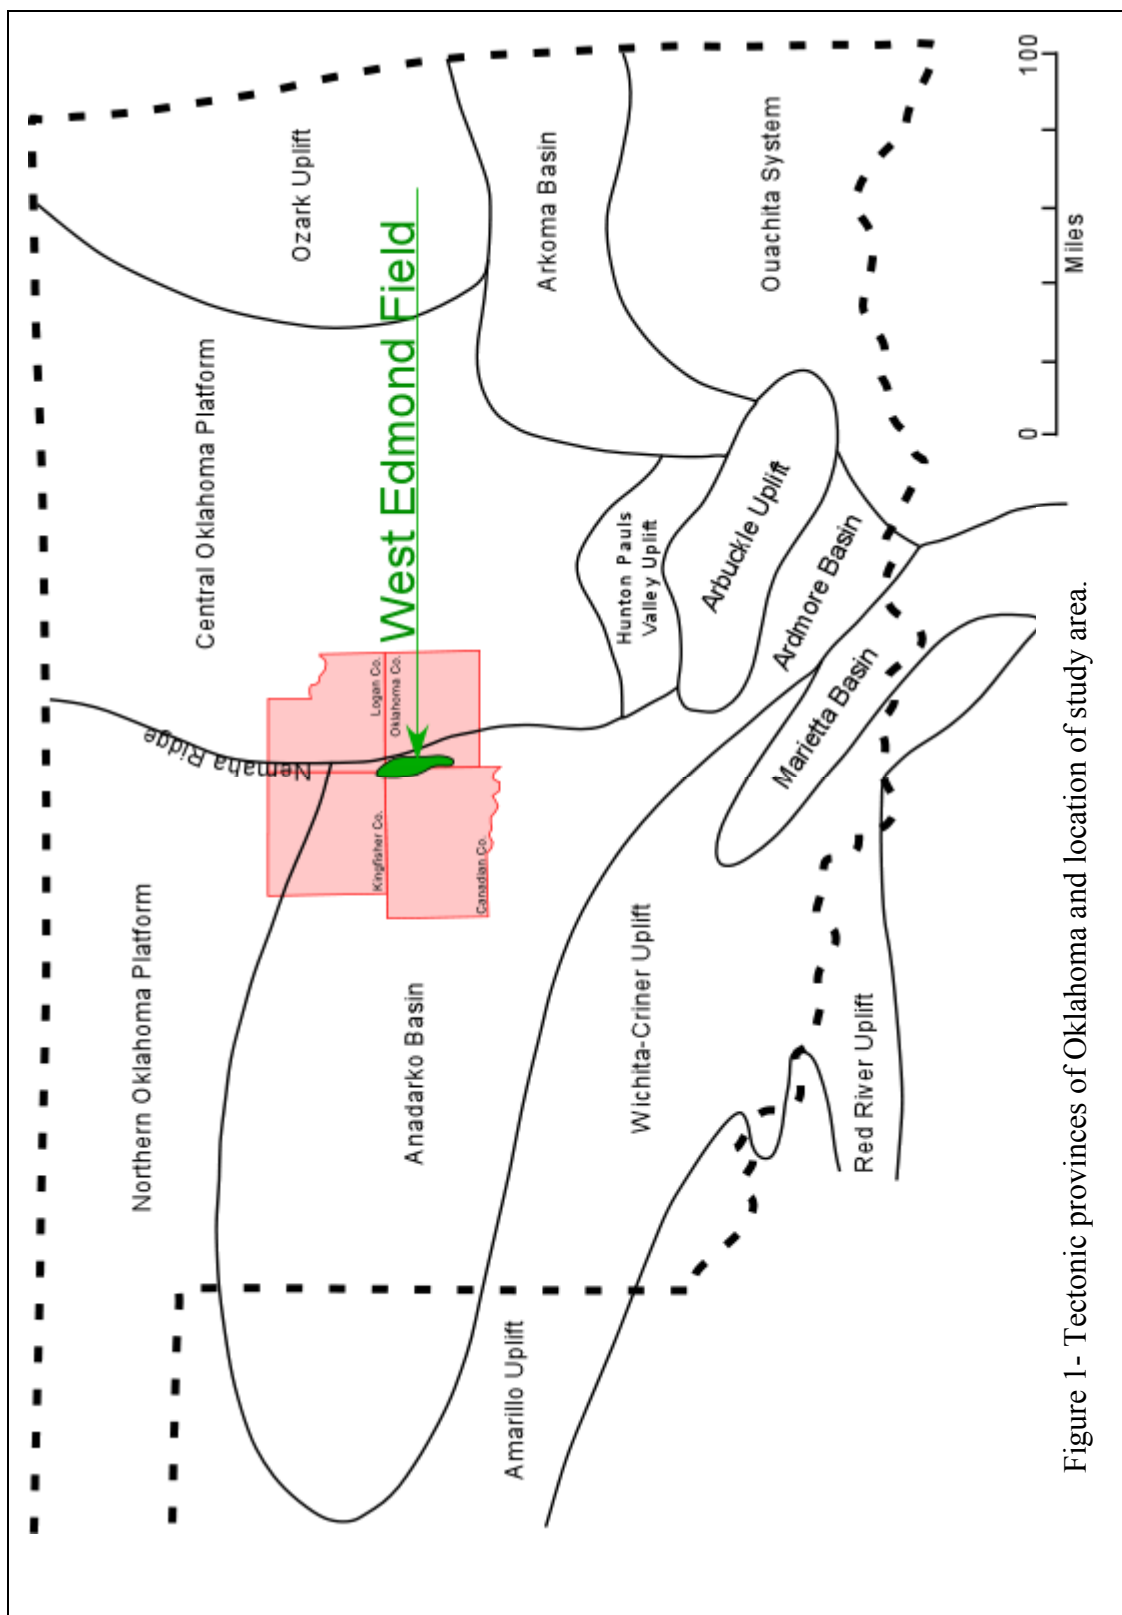 Northern Oklahoma Platform
Nemaha Ridge
Central Oklahoma Platform
Ozark Uplift
Kingfisher Co.
Logan Co.
Oklahoma Co.
Canadian Co.
West Edmond Field
Anadarko Basin
Amarillo Uplift
Arkoma Basin
Wichita-Criner Uplift
Hunton Pauls
Valley Uplift
Arbuckle Uplift
Ouachita System
Ardmore Basin
Marietta Basin
Red River Uplift
0
100
Miles
Figure 1- Tectonic provinces of Oklahoma and location of study area.